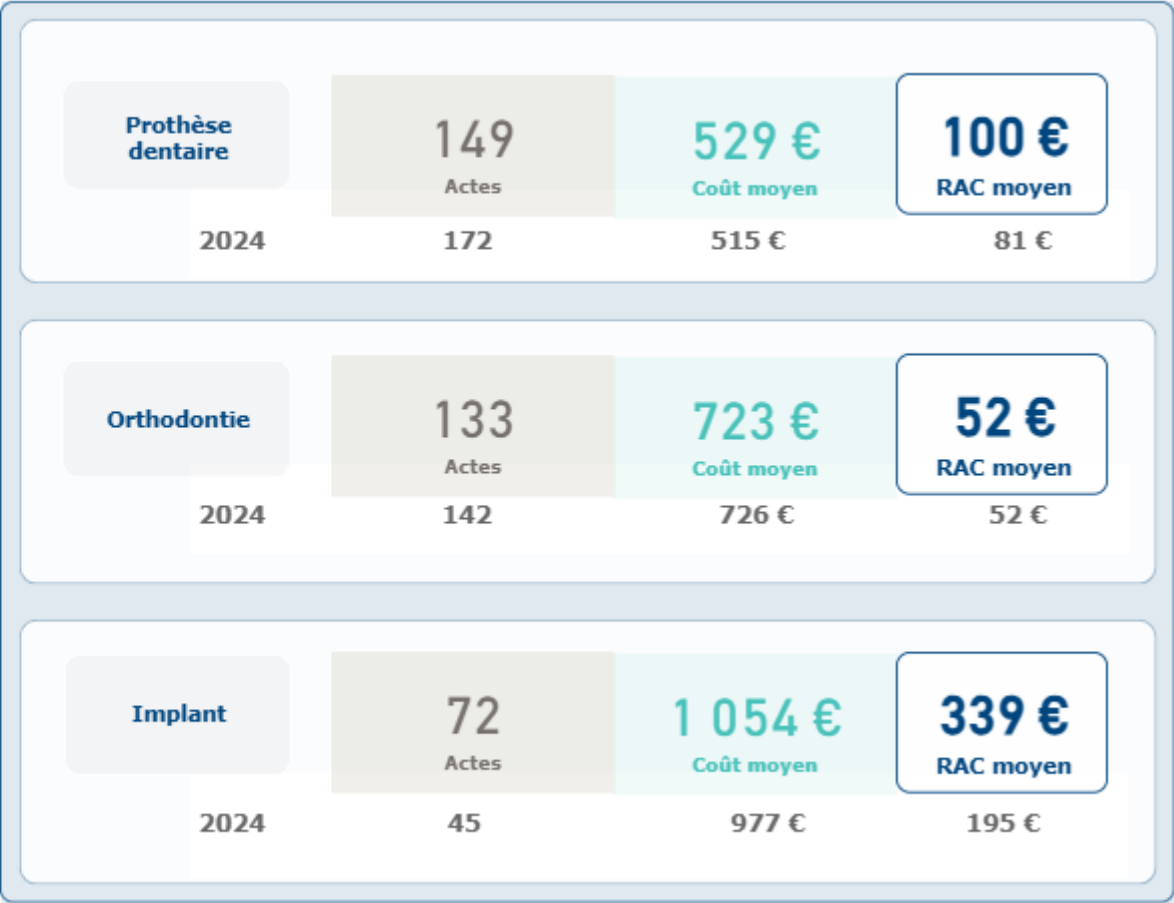 Prothèse
dentaire
149
Actes
529 €
Coût moyen
100 €
RAC moyen
2024 172 515 € 81 €
Orthodontie
133
Actes
723 €
Coût moyen
52 €
RAC moyen
2024 142 726 € 52 €
Implant
72
Actes
1 054 €
Coût moyen
339 €
RAC moyen
2024 45 977 € 195 €